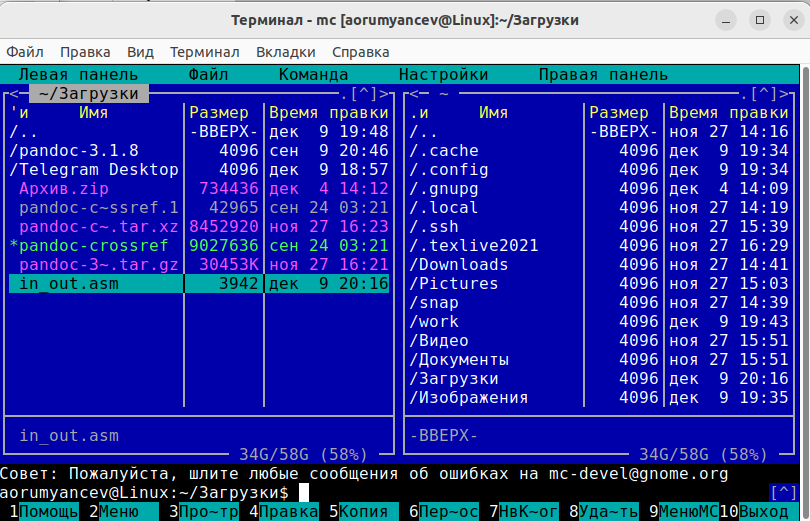 Терминал - mc [aorumyancev@Linux]:~/Загрузки
Файл Правка Вид Терминал Вкладки Справка
Левая панель Файл Команда Настройки Правая панель
<- ~/Загрузки .[^]> <- ~ .[^]>
'и Имя Размер Время правки .и Имя Размер Время правки
/.. -ВВЕРХ- дек 9 19:48 /.. -ВВЕРХ- ноя 27 14:16
/pandoc-3.1.8 4096 сен 9 20:46 /.cache 4096 дек 9 19:34
/Telegram Desktop 4096 дек 9 18:57 /.config 4096 дек 9 19:34
Архив.zip 734436 дек 4 14:12 /.gnupg 4096 дек 4 14:09
pandoc-c~ssref.1 42965 сен 24 03:21 /.local 4096 ноя 27 14:19
pandoc-c~.tar.xz 8452920 ноя 27 16:23 /.ssh 4096 ноя 27 15:39
*pandoc-crossref 9027636 сен 24 03:21 /.texlive2021 4096 ноя 27 16:29
pandoc-3~.tar.gz 30453K ноя 27 16:21 /Downloads 4096 ноя 27 14:41
in_out.asm 3942 дек 9 20:16 /Pictures 4096 ноя 27 15:03
/snap 4096 ноя 27 14:39
/work 4096 дек 9 19:43
/Видео 4096 ноя 27 15:51
/Документы 4096 ноя 27 15:51
/Загрузки 4096 дек 9 20:16
/Изображения 4096 дек 9 19:35
in_out.asm -ВВЕРХ-
34G/58G (58%) 34G/58G (58%)
Совет: Пожалуйста, шлите любые сообщения об ошибках на mc-devel@gnome.org
aorumyancev@Linux:~/Загрузки$ [^]
1Помощь 2Меню 3Про~тр 4Правка 5Копия 6Пер~ос 7НвК~ог 8Уда~ть 9МенюMC 10Выход